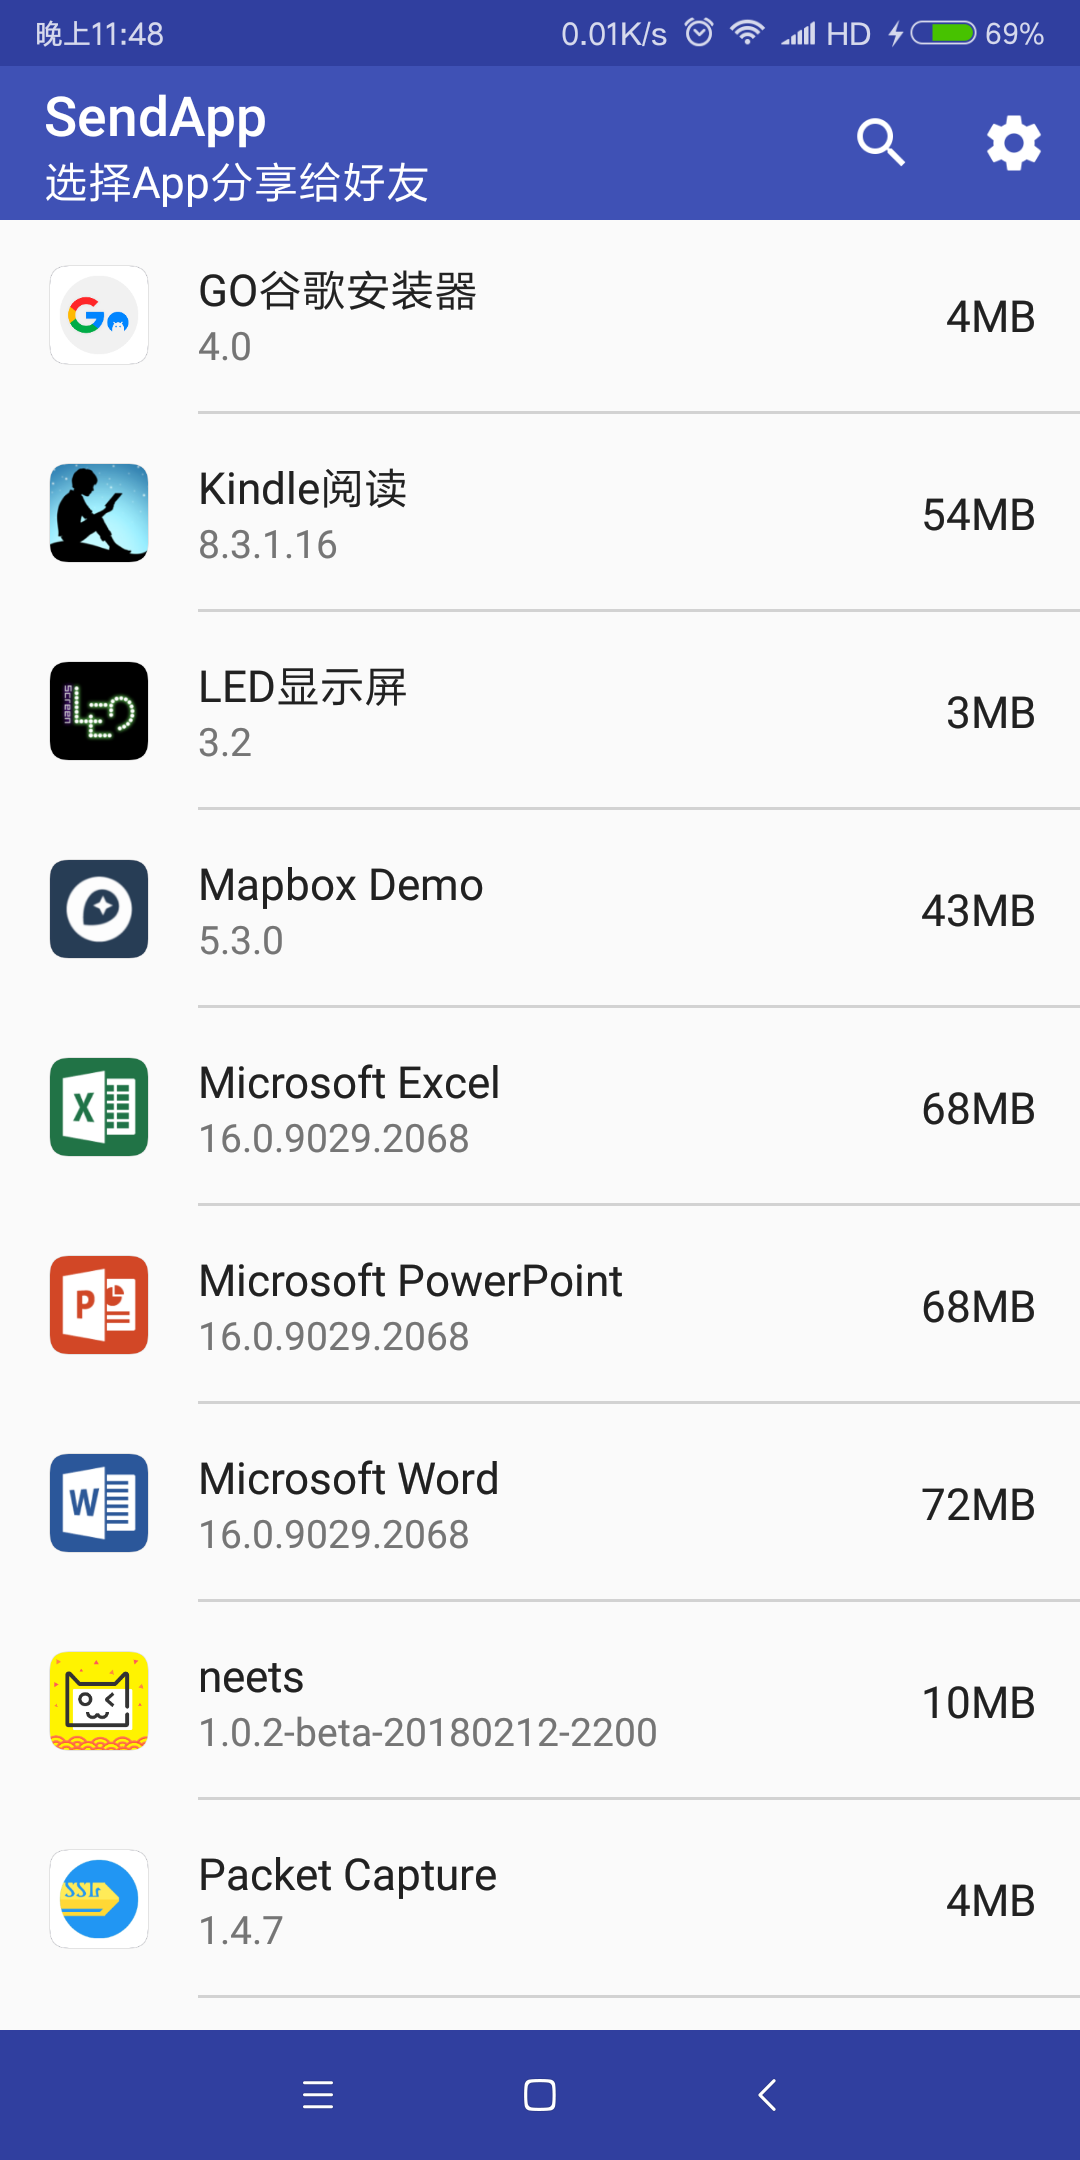 晚上11:48 0.01K/s HD 69%
SendApp
选择App分享给好友
GO谷歌安装器
4.0
4MB
Kindle阅读
8.3.1.16
54MB
screen LED
LED显示屏
3.2
3MB
Mapbox Demo
5.3.0
43MB
X
Microsoft Excel
16.0.9029.2068
68MB
P
Microsoft PowerPoint
16.0.9029.2068
68MB
W
Microsoft Word
16.0.9029.2068
72MB
neets
1.0.2-beta-20180212-2200
10MB
SSL
Packet Capture
1.4.7
4MB